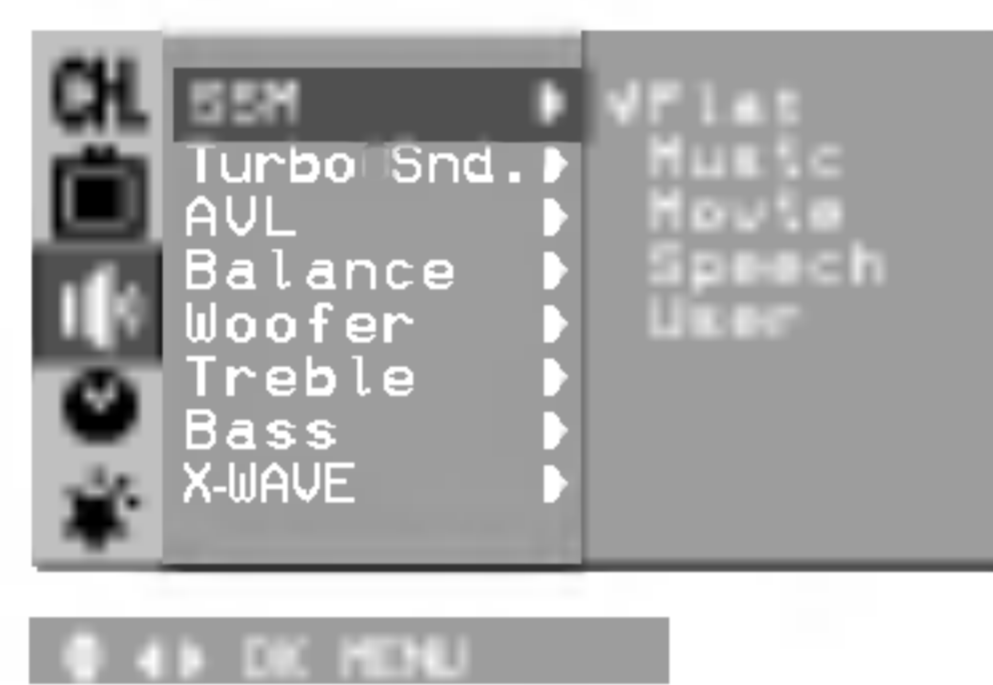 CH.
SSM
Turbo Snd.
AVL
Balance
Woofer
Treble
Bass
X-WAVE
√Flat
Music
Movie
Speech
User
OK MENU